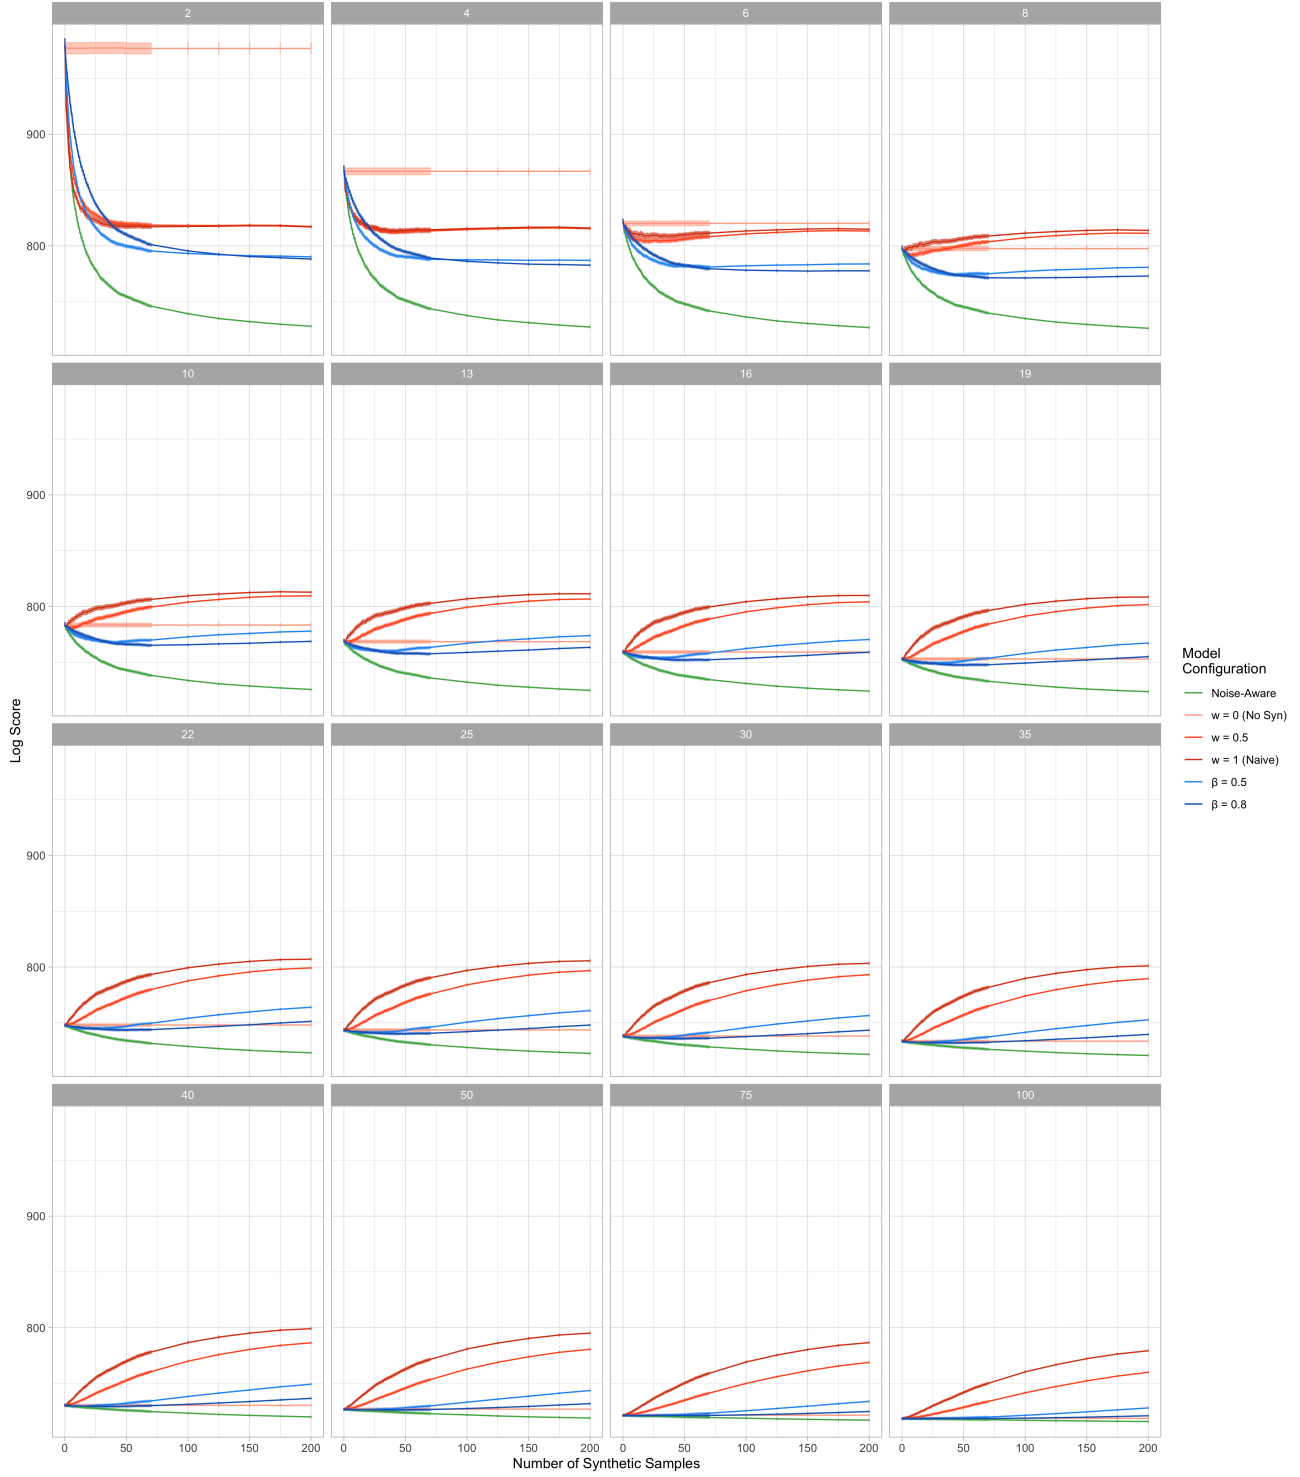 2 4 6 8
900
800
10 13 16 19
900
800
22 25 30 35
900
800
40 50 75 100
900
800
0 50 100 150 200 0 50 100 150 200 0 50 100 150 200 0 50 100 150 200
Number of Synthetic Samples
Log Score
Model
Configuration
Noise-Aware
w = 0 (No Syn)
w = 0.5
w = 1 (Naive)
β = 0.5
β = 0.8